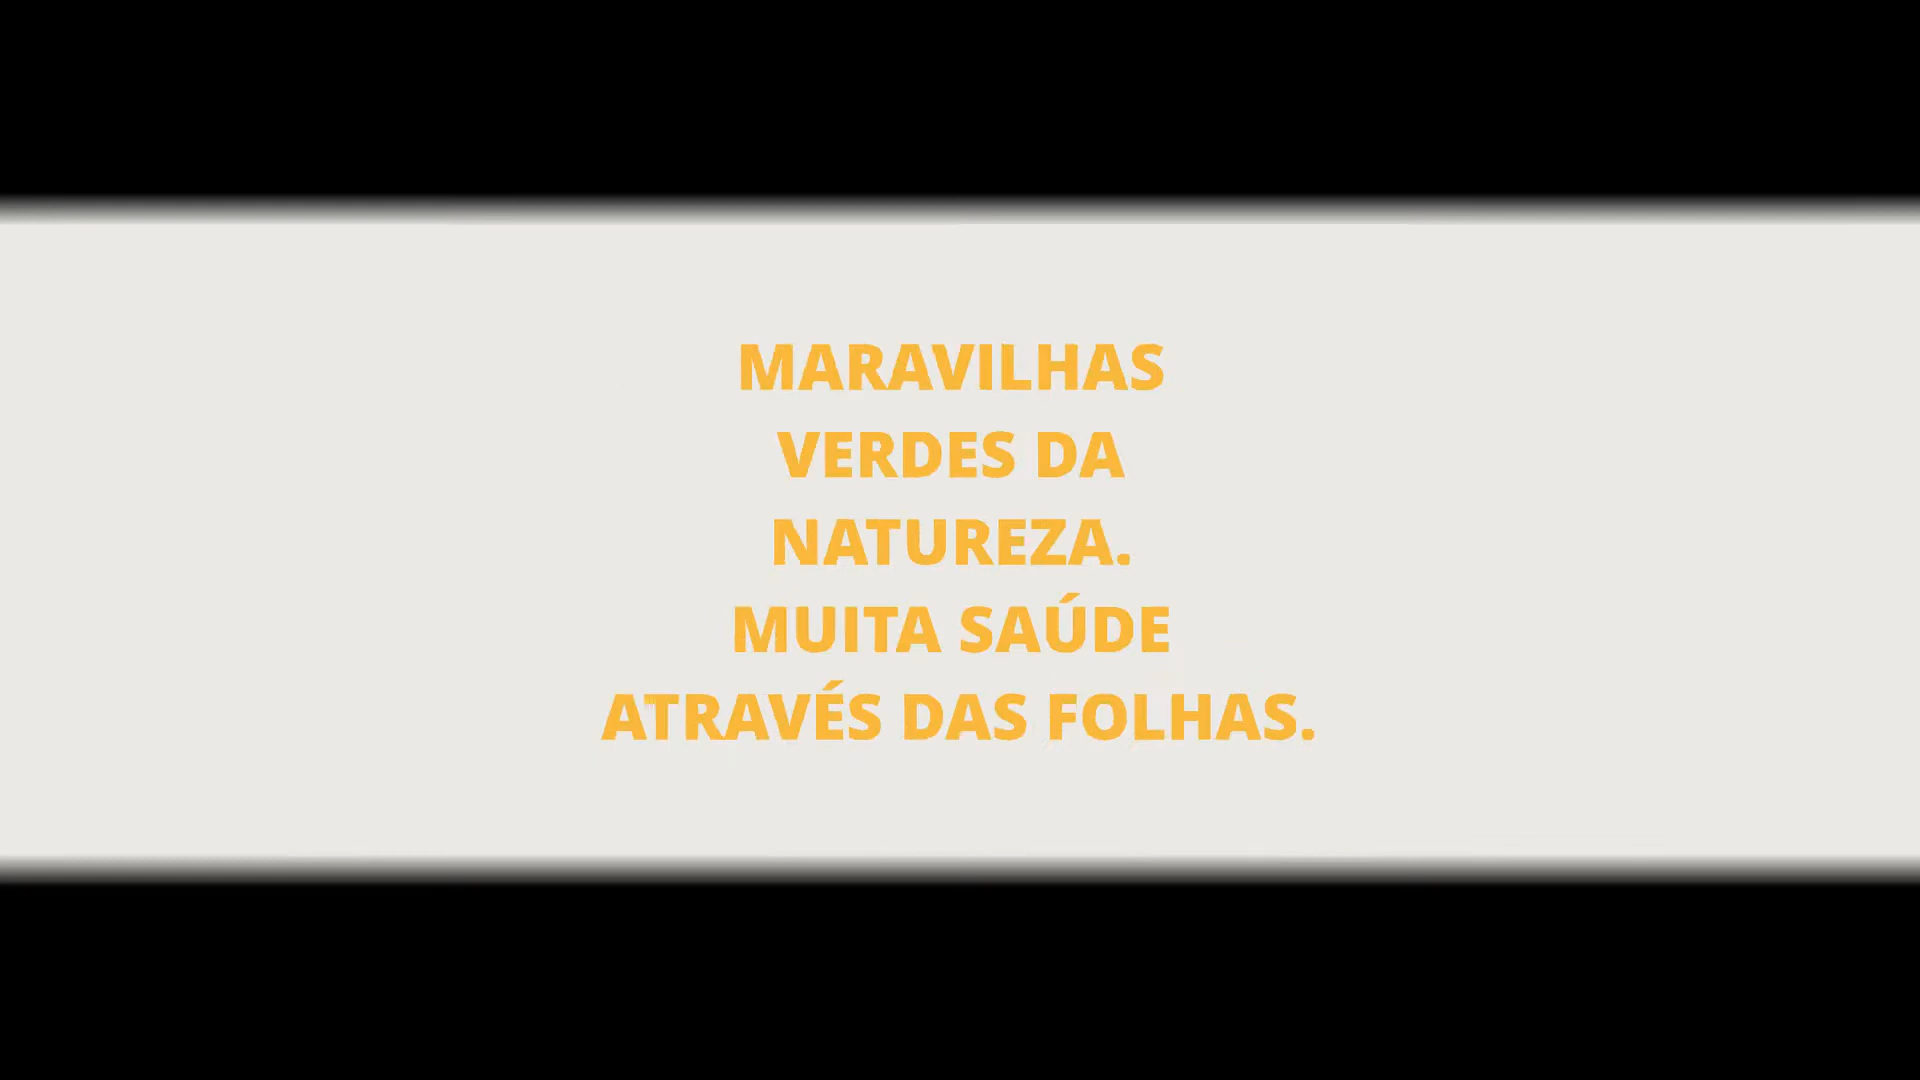 MARAVILHAS
VERDES DA
NATUREZA.
MUITA SAÚDE
ATRAVÉS DAS FOLHAS.